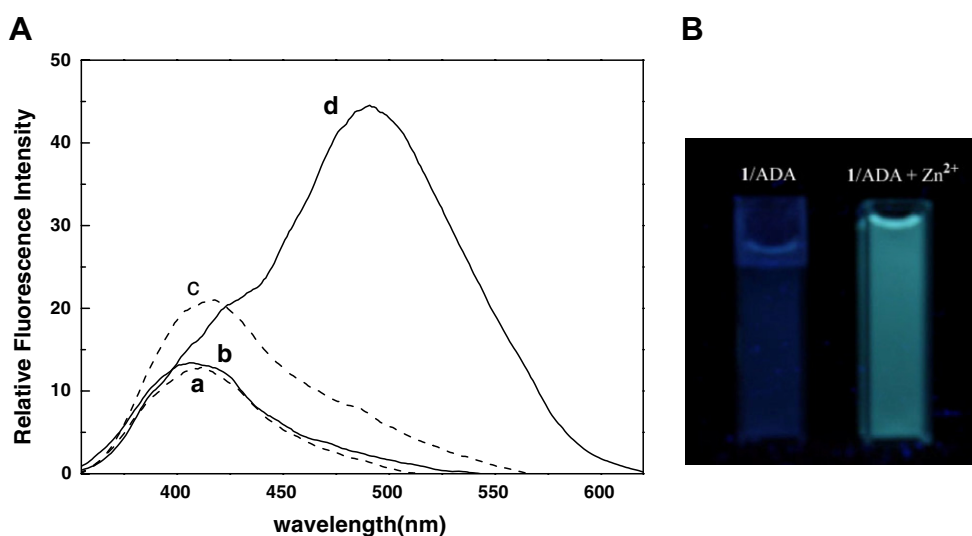 A
B
50
40
30
20
10
0
Relative Fluorescence Intensity
d
c
b
a
400
450
500
550
600
wavelength(nm)
1/ADA
1/ADA + Zn²⁺